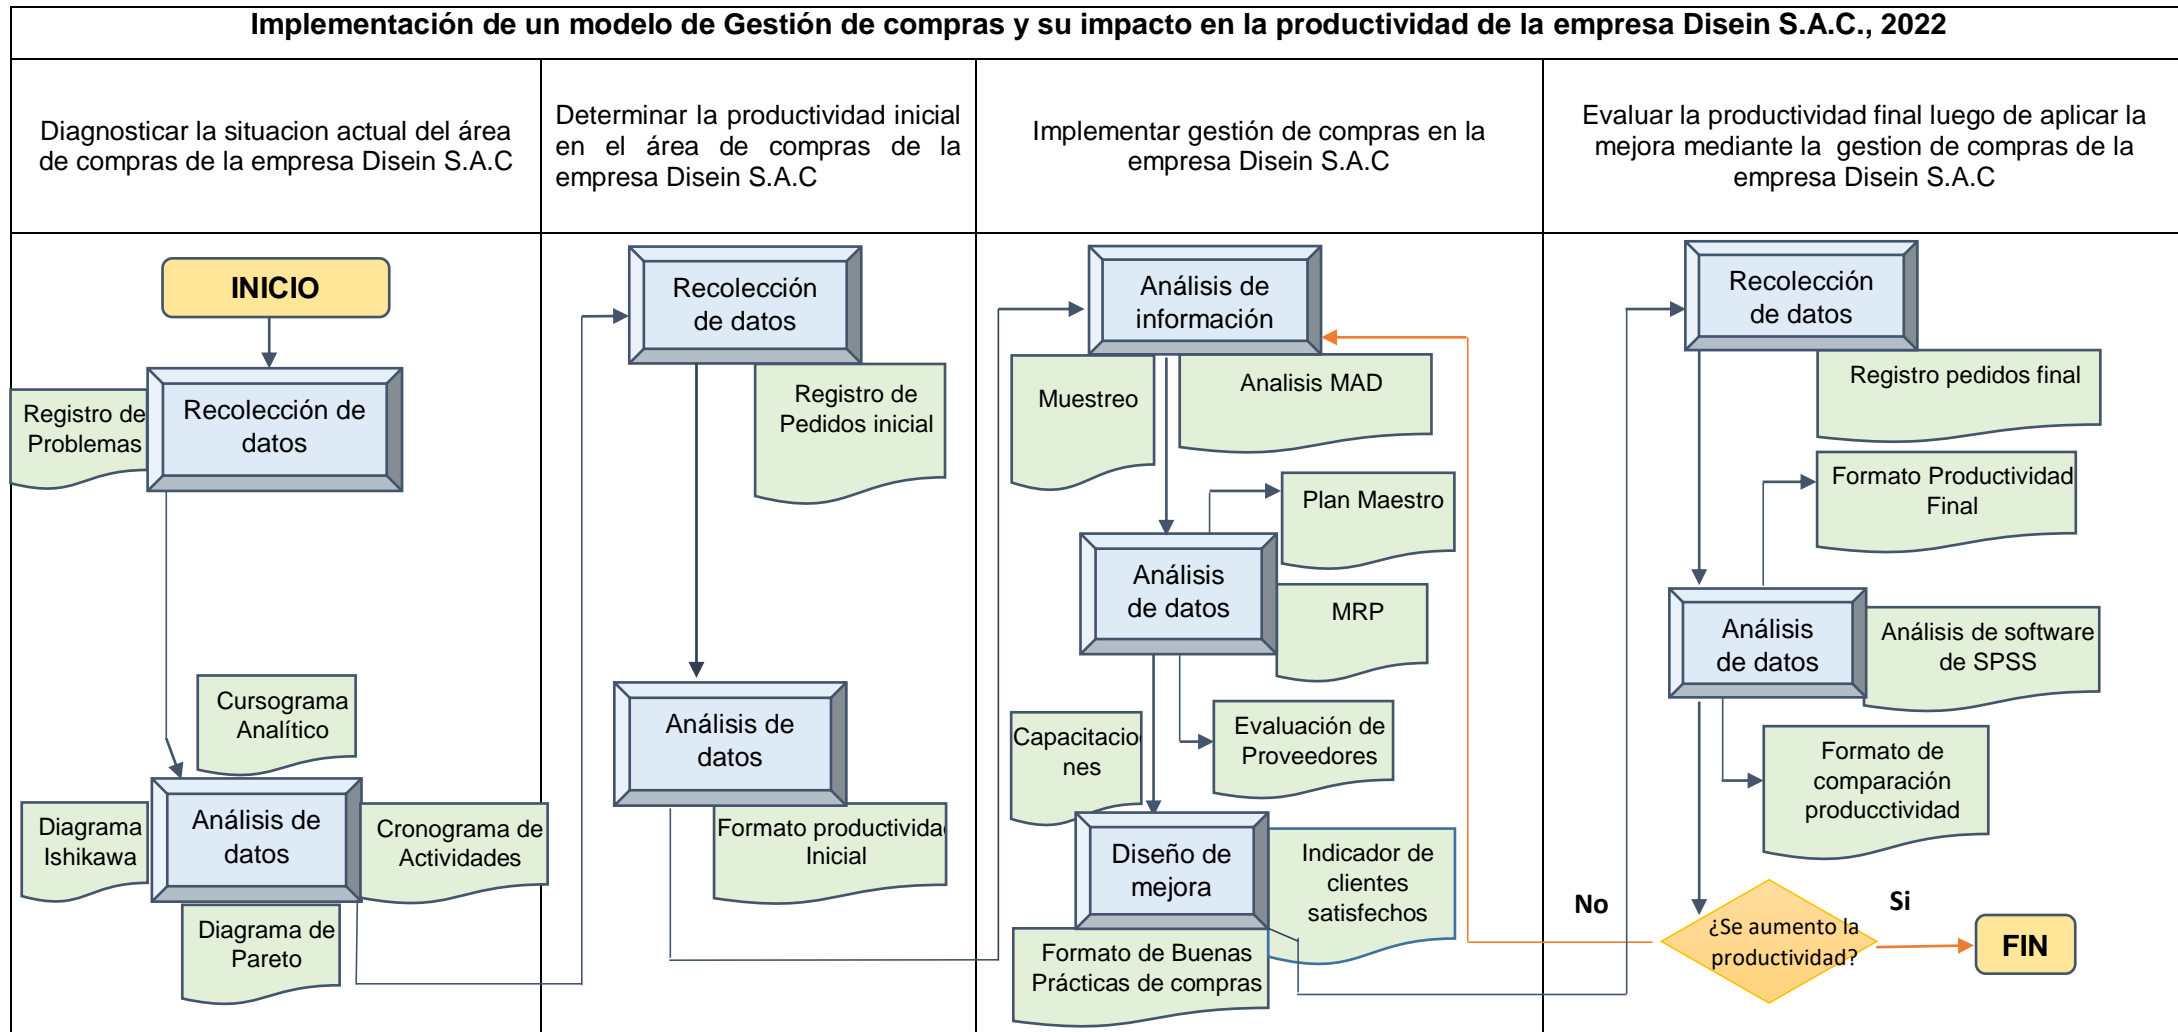 Implementación de un modelo de Gestión de compras y su impacto en la productividad de la empresa Disein S.A.C., 2022
Diagnosticar la situacion actual del área
de compras de la empresa Disein S.A.C
Determinar la productividad inicial
en el área de compras de la
empresa Disein S.A.C
Implementar gestión de compras en la
empresa Disein S.A.C
Evaluar la productividad final luego de aplicar la
mejora mediante la gestion de compras de la
empresa Disein S.A.C
INICIO
Registro de
Problemas
Recolección de
datos
Cursograma
Analítico
Diagrama
Ishikawa
Análisis de
datos
Cronograma de
Actividades
Diagrama de
Pareto
Recolección
de datos
Registro de
Pedidos inicial
Análisis de
datos
Formato productividad
Inicial
Análisis de
información
Muestreo
Analisis MAD
Plan Maestro
Análisis
de datos
MRP
Evaluación de
Proveedores
Capacitacio
nes
Diseño de
mejora
Indicador de
clientes
satisfechos
Formato de Buenas
Prácticas de compras
Recolección
de datos
Registro pedidos final
Formato Productividad
Final
Análisis
de datos
Análisis de software
de SPSS
Formato de
comparación
producctividad
No
¿Se aumento la
productividad?
Si
FIN